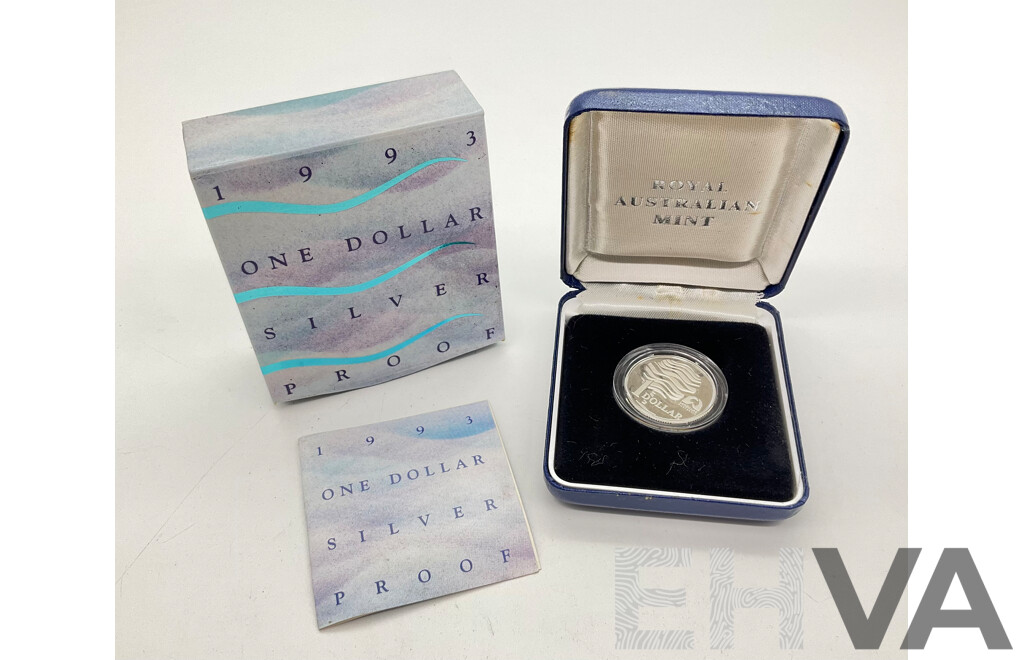 1 9 9 3
ONE DOLLAR
SILVER
PROOF
ROYAL
AUSTRALIAN
MINT
1
DOLLAR
1 9 9 3
ONE DOLLAR
SILVER
PROOF
EHVA